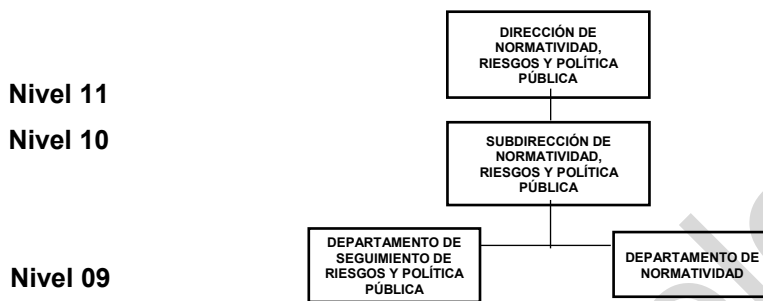 DIRECCIÓN DE
NORMATIVIDAD,
RIESGOS Y POLÍTICA
PÚBLICA
Nivel 11
Nivel 10
SUBDIRECCIÓN DE
NORMATIVIDAD,
RIESGOS Y POLÍTICA
PÚBLICA
Nivel 09
DEPARTAMENTO DE
SEGUIMIENTO DE
RIESGOS Y POLÍTICA
PÚBLICA
DEPARTAMENTO DE
NORMATIVIDAD